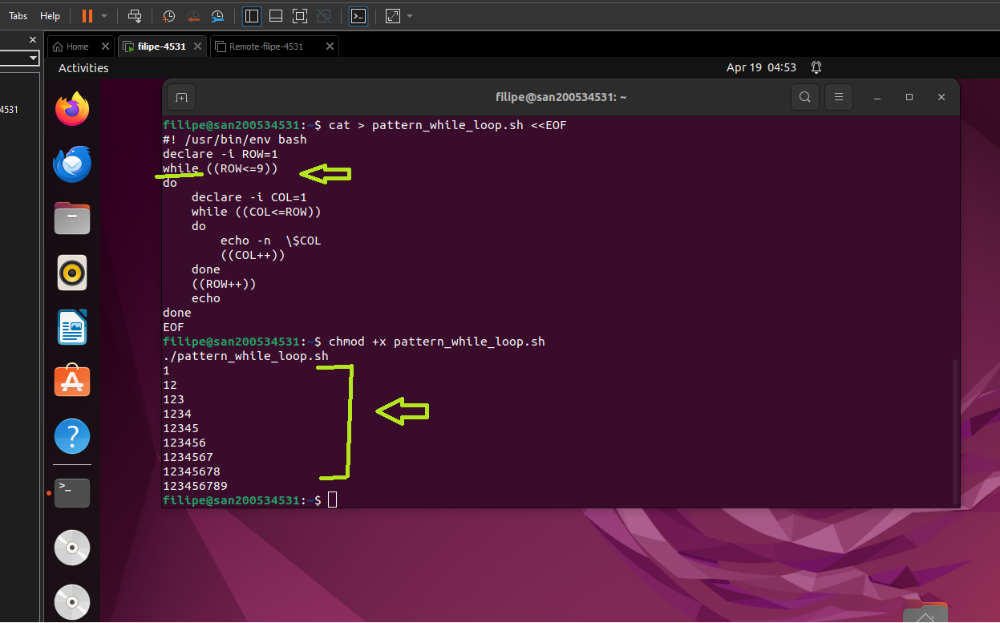 Tabs Help
Home filipe-4531 Remote-filipe-4531
Activities Apr 19 04:53
4531
filipe@san200534531: ~
filipe@san200534531:~$ cat > pattern_while_loop.sh <<EOF
#! /usr/bin/env bash
declare -i ROW=1
while ((ROW<=9))
do
    declare -i COL=1
    while ((COL<=ROW))
    do
        echo -n  \$COL
        ((COL++))
    done
    ((ROW++))
    echo
done
EOF
filipe@san200534531:~$ chmod +x pattern_while_loop.sh
./pattern_while_loop.sh
1
12
123
1234
12345
123456
1234567
12345678
123456789
filipe@san200534531:~$